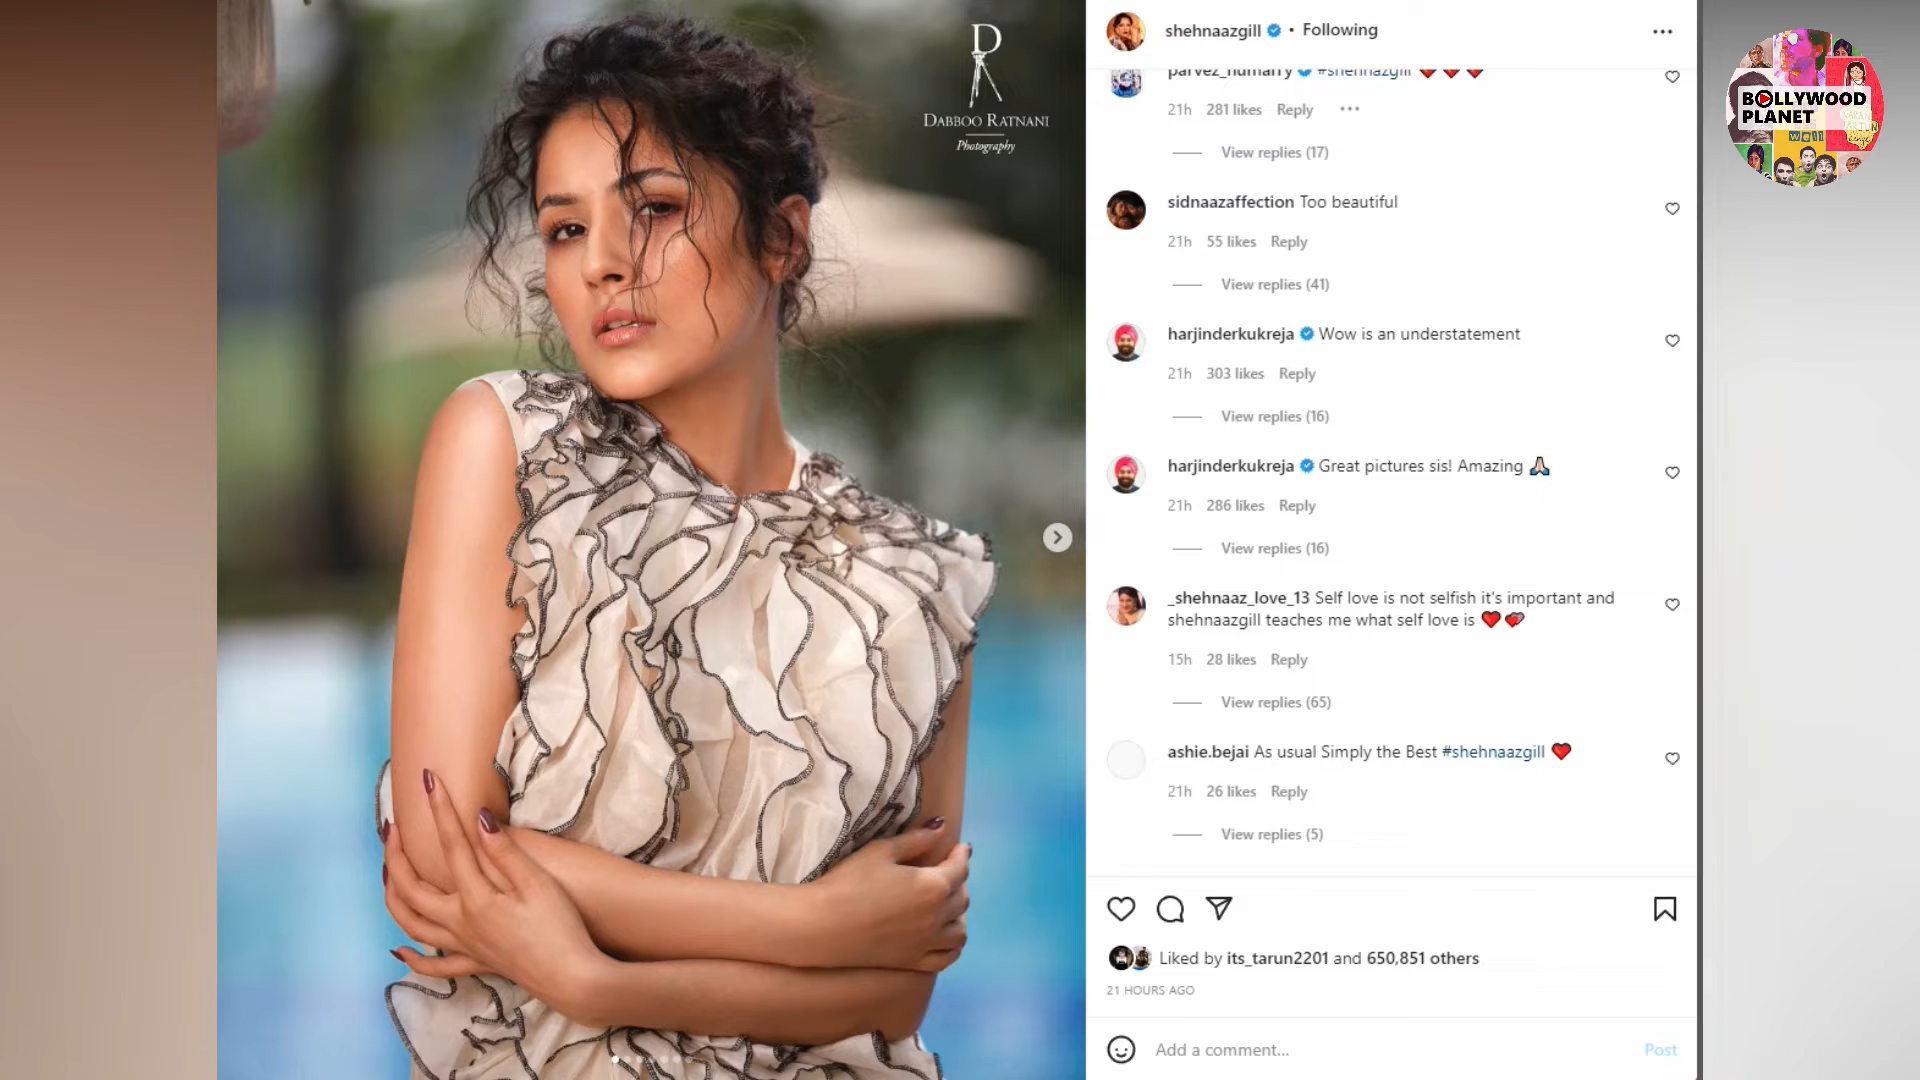 DR
DABBOO RATNANI
Photography
shehnaazgill • Following
parvez_humarry #shehnazgill ❤️ ❤️ ❤️
21h 281 likes Reply
View replies (17)
sidnaazaffection Too beautiful
21h 55 likes Reply
View replies (41)
harjinderkukreja Wow is an understatement
21h 303 likes Reply
View replies (16)
harjinderkukreja Great pictures sis! Amazing 🙏🏻
21h 286 likes Reply
View replies (16)
_shehnaaz_love_13 Self love is not selfish it's important and
shehnaazgill teaches me what self love is ❤️ 💕
15h 28 likes Reply
View replies (65)
ashie.bejai As usual Simply the Best #shehnaazgill ❤️
21h 26 likes Reply
View replies (5)
Liked by its_tarun2201 and 650,851 others
21 HOURS AGO
Add a comment... Post
BOLLYWOOD
PLANET
well